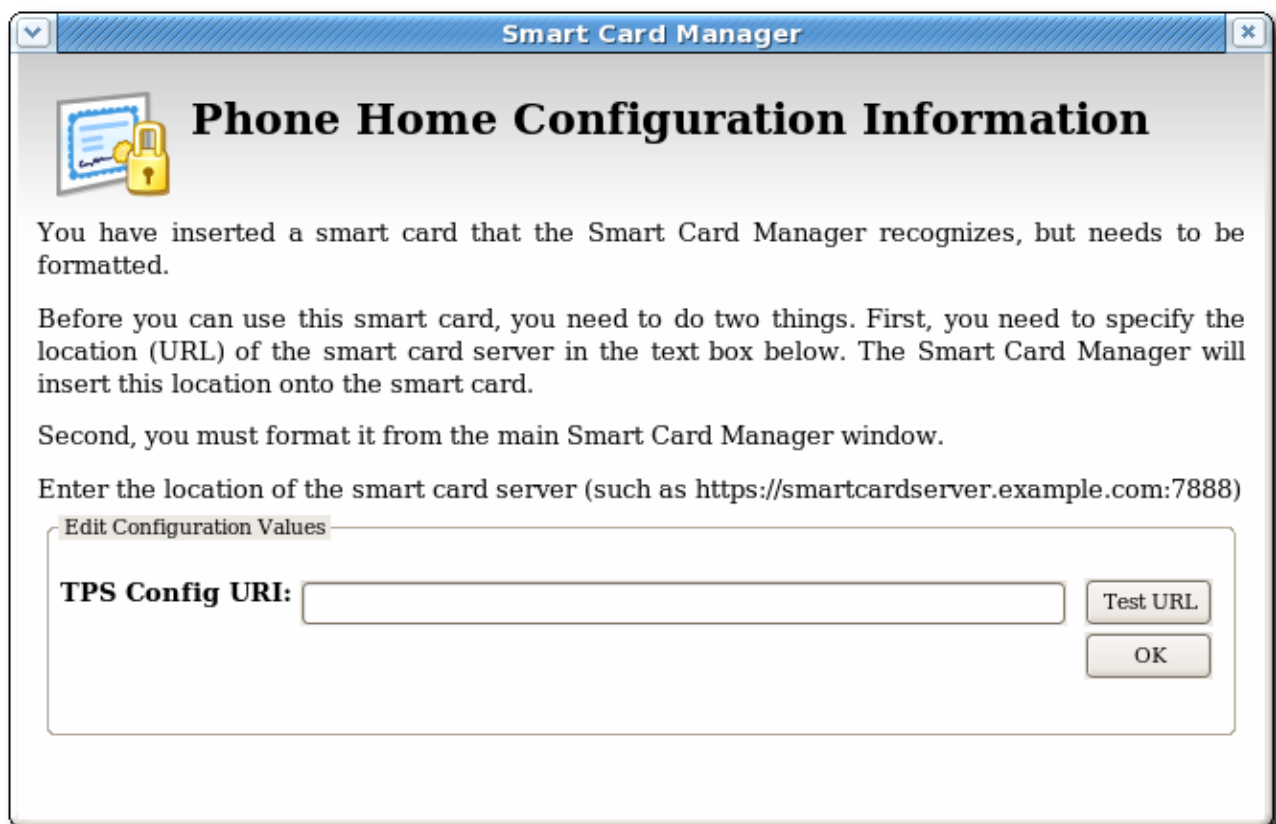 Smart Card Manager
Phone Home Configuration Information
You have inserted a smart card that the Smart Card Manager recognizes, but needs to be
formatted.
Before you can use this smart card, you need to do two things. First, you need to specify the
location (URL) of the smart card server in the text box below. The Smart Card Manager will
insert this location onto the smart card.
Second, you must format it from the main Smart Card Manager window.
Enter the location of the smart card server (such as https://smartcardserver.example.com:7888)
Edit Configuration Values
TPS Config URI:
Test URL
OK